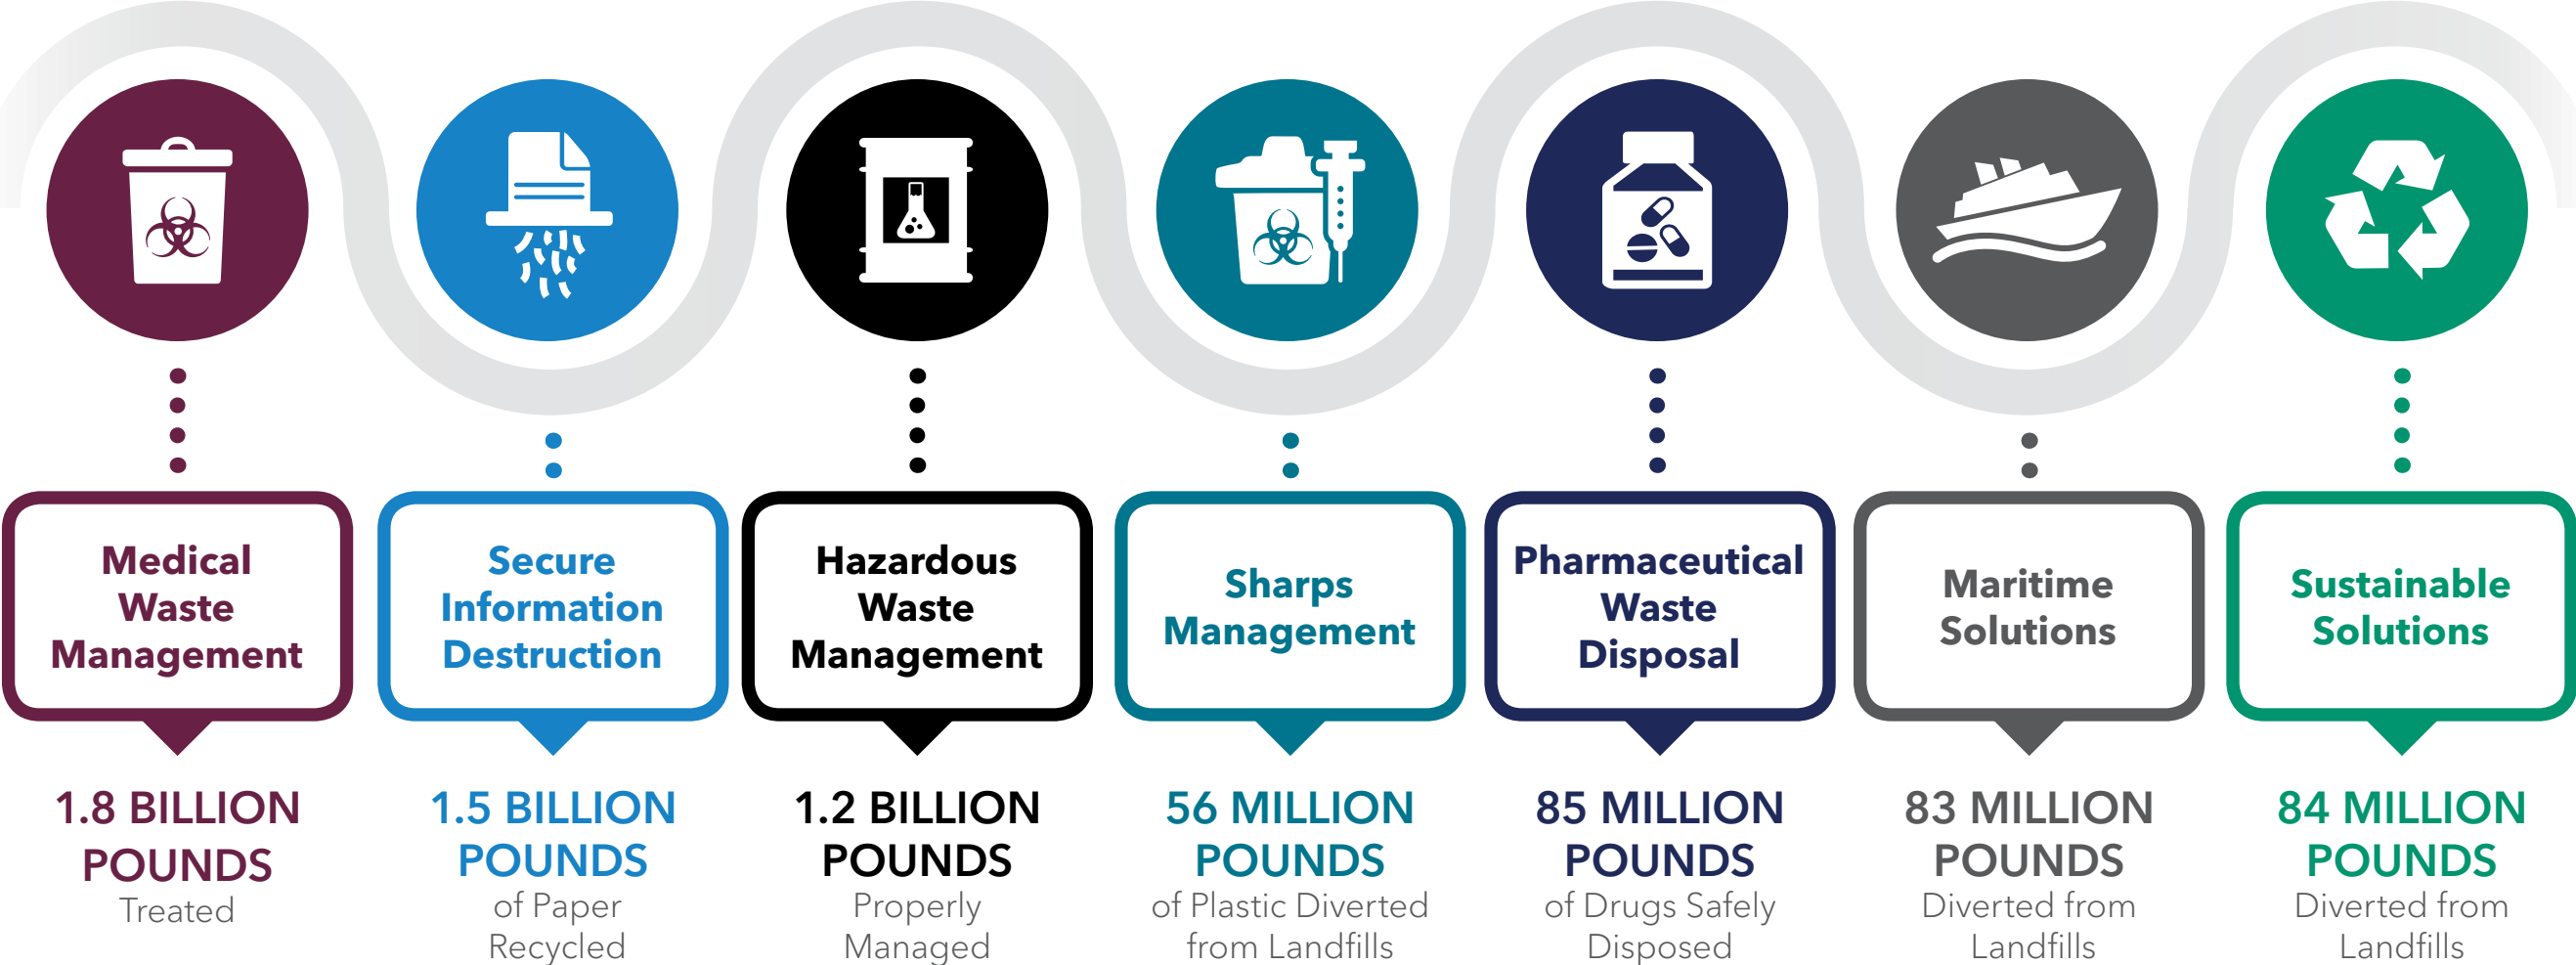 Medical
Waste
Management
Secure
Information
Destruction
Hazardous
Waste
Management
Sharps
Management
Pharmaceutical
Waste
Disposal
Maritime
Solutions
Sustainable
Solutions
1.8 BILLION
POUNDS
Treated
1.5 BILLION
POUNDS
of Paper
Recycled
1.2 BILLION
POUNDS
Properly
Managed
56 MILLION
POUNDS
of Plastic Diverted
from Landfills
85 MILLION
POUNDS
of Drugs Safely
Disposed
83 MILLION
POUNDS
Diverted from
Landfills
84 MILLION
POUNDS
Diverted from
Landfills